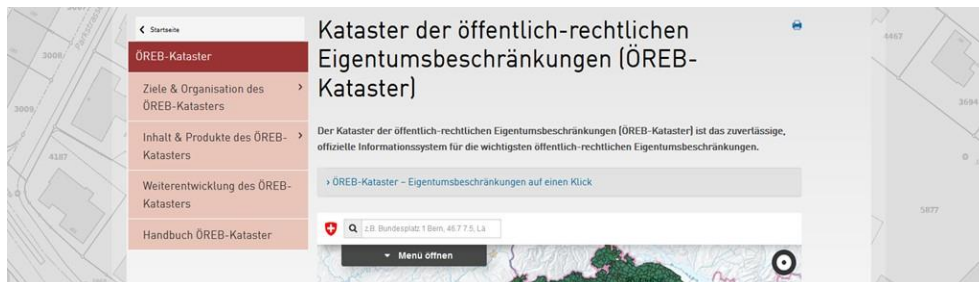 Startseite
ÖREB-Kataster
Ziele & Organisation des
ÖREB-Katasters
Inhalt & Produkte des ÖREB-
Katasters
Weiterentwicklung des ÖREB-
Katasters
Handbuch ÖREB-Kataster
Kataster der öffentlich-rechtlichen
Eigentumsbeschränkungen (ÖREB-
Kataster)
Der Kataster der öffentlich-rechtlichen Eigentumsbeschränkungen (ÖREB-Kataster) ist das zuverlässige,
offizielle Informationssystem für die wichtigsten öffentlich-rechtlichen Eigentumsbeschränkungen.
› ÖREB-Kataster – Eigentumsbeschränkungen auf einen Klick
z.B. Bundesplatz 1 Bern, 46.7 7.5, Lä
Menü öffnen
Parkstrasse
3008
3009
4187
4467
3694
5877